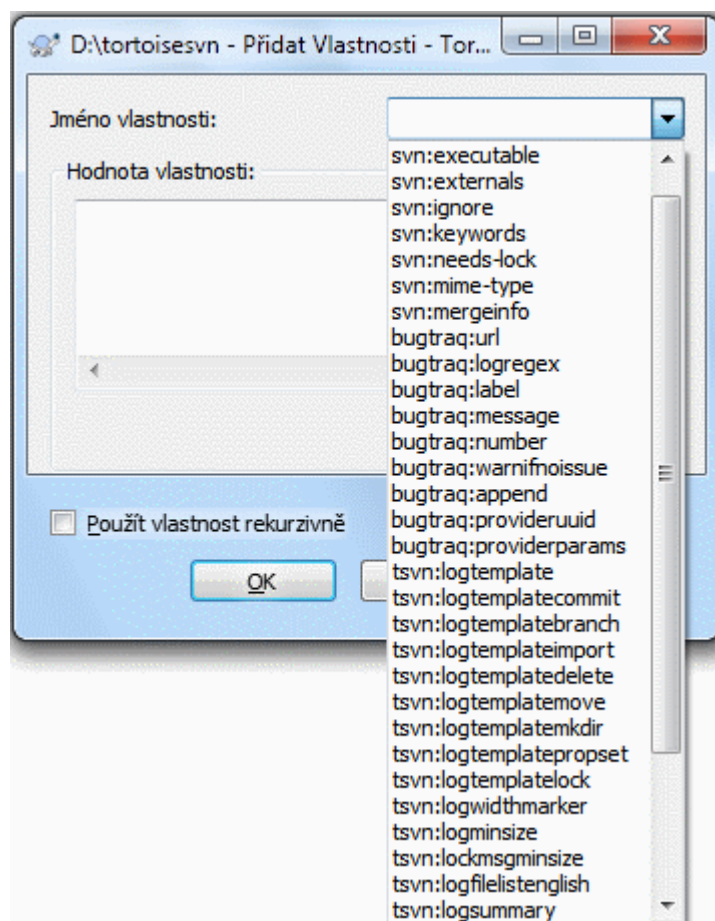 D:\tortoisesvn - Přidat Vlastnosti - Tor...
Jméno vlastnosti:
Hodnota vlastnosti:
svn:executable
svn:externals
svn:ignore
svn:keywords
svn:needs-lock
svn:mime-type
svn:mergeinfo
bugtraq:url
bugtraq:logregex
bugtraq:label
bugtraq:message
bugtraq:number
bugtraq:warnifnoissue
bugtraq:append
bugtraq:provideruuid
bugtraq:providerparams
tsvn:logtemplate
tsvn:logtemplatecommit
tsvn:logtemplatebranch
tsvn:logtemplateimport
tsvn:logtemplatedelete
tsvn:logtemplatemove
tsvn:logtemplatemkdir
tsvn:logtemplatepropset
tsvn:logtemplatelock
tsvn:logwidthmarker
tsvn:logminsize
tsvn:lockmsgminsize
tsvn:logfilelistenglish
tsvn:logsummary
Použít vlastnost rekurzivně
OK